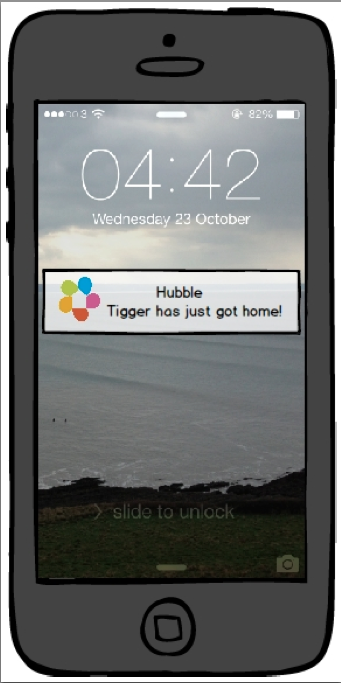 3 82%
04:42
Wednesday 23 October
Hubble
Tigger has just got home!
slide to unlock